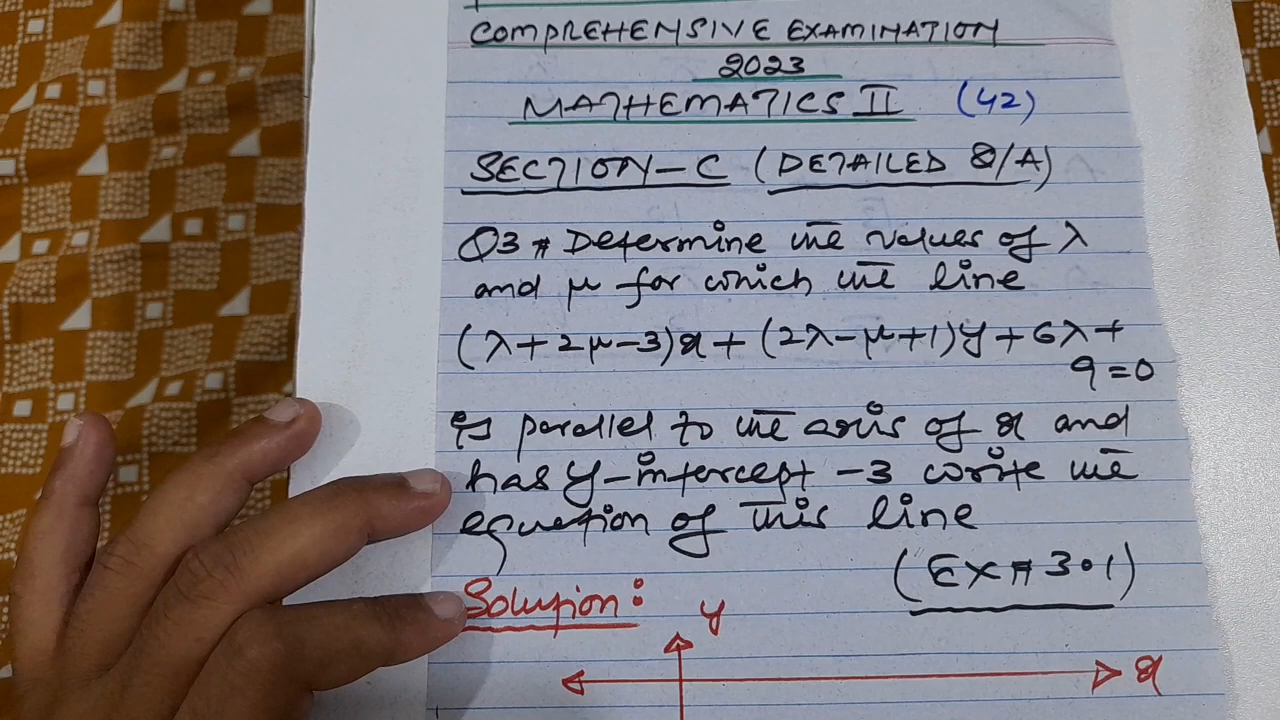 COMPREHENSIVE EXAMINATION
2023
MATHEMATICS II (42)
SECTION-C (DETAILED Q/A)
Q3 # Determine the values of λ
and μ for which the line
(λ+2μ-3)x + (2λ-μ+1)y + 6λ+
9=0
is parallel to the axis of x and
has y-intercept -3 write the
equation of this line
(EX # 3.1)
Solution:
y
x